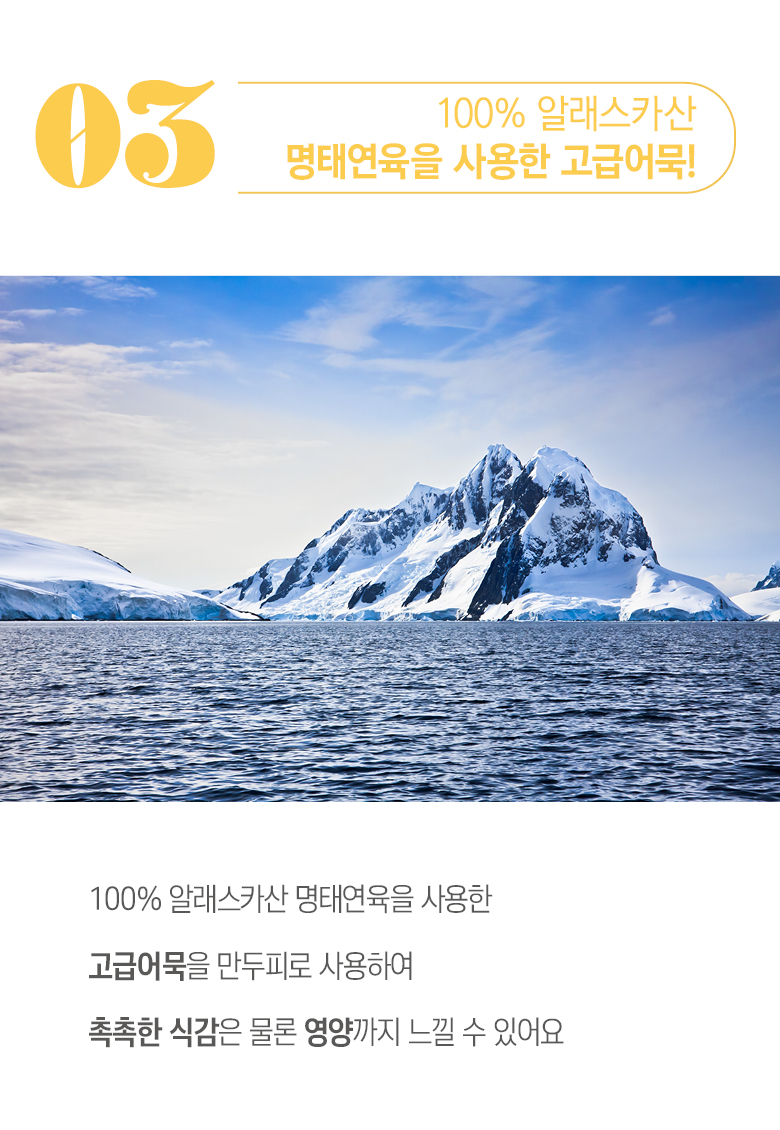 03
100% 알래스카산
명태연육을 사용한 고급어묵!
100% 알래스카산 명태연육을 사용한
고급어묵을 만두피로 사용하여
촉촉한 식감은 물론 영양까지 느낄 수 있어요